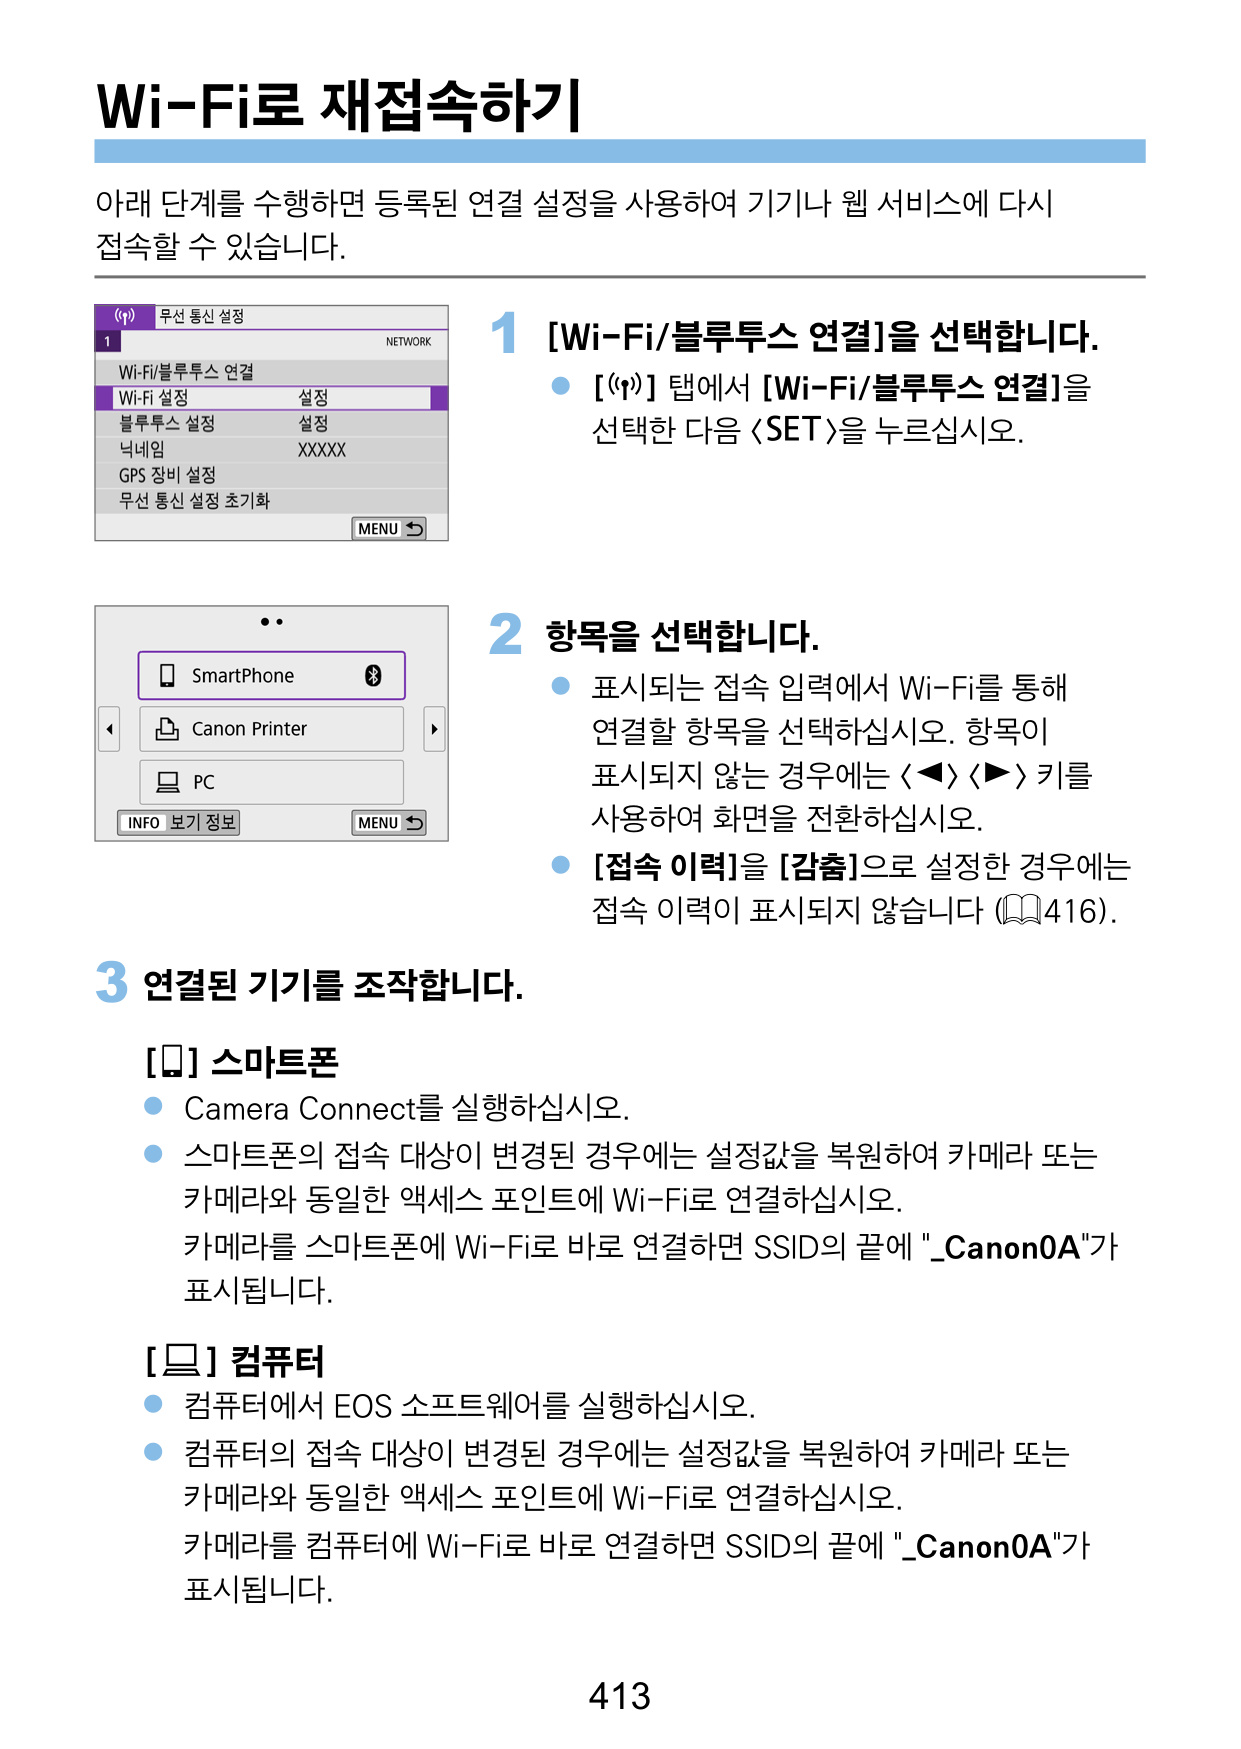 Wi-Fi로 재접속하기
아래 단계를 수행하면 등록된 연결 설정을 사용하여 기기나 웹 서비스에 다시
접속할 수 있습니다.
무선 통신 설정
1
NETWORK
Wi-Fi/블루투스 연결
Wi-Fi 설정 설정
블루투스 설정 설정
닉네임 XXXXX
GPS 장비 설정
무선 통신 설정 초기화
MENU
1 [Wi-Fi/블루투스 연결]을 선택합니다.
● [] 탭에서 [Wi-Fi/블루투스 연결]을
선택한 다음 〈SET〉을 누르십시오.
SmartPhone
Canon Printer
PC
INFO 보기 정보
MENU
2 항목을 선택합니다.
● 표시되는 접속 입력에서 Wi-Fi를 통해
연결할 항목을 선택하십시오. 항목이
표시되지 않는 경우에는 〈◀〉〈▶〉 키를
사용하여 화면을 전환하십시오.
● [접속 이력]을 [감춤]으로 설정한 경우에는
접속 이력이 표시되지 않습니다 (416).
3 연결된 기기를 조작합니다.
[] 스마트폰
● Camera Connect를 실행하십시오.
● 스마트폰의 접속 대상이 변경된 경우에는 설정값을 복원하여 카메라 또는
카메라와 동일한 액세스 포인트에 Wi-Fi로 연결하십시오.
카메라를 스마트폰에 Wi-Fi로 바로 연결하면 SSID의 끝에 "_Canon0A"가
표시됩니다.
[] 컴퓨터
● 컴퓨터에서 EOS 소프트웨어를 실행하십시오.
● 컴퓨터의 접속 대상이 변경된 경우에는 설정값을 복원하여 카메라 또는
카메라와 동일한 액세스 포인트에 Wi-Fi로 연결하십시오.
카메라를 컴퓨터에 Wi-Fi로 바로 연결하면 SSID의 끝에 "_Canon0A"가
표시됩니다.
413